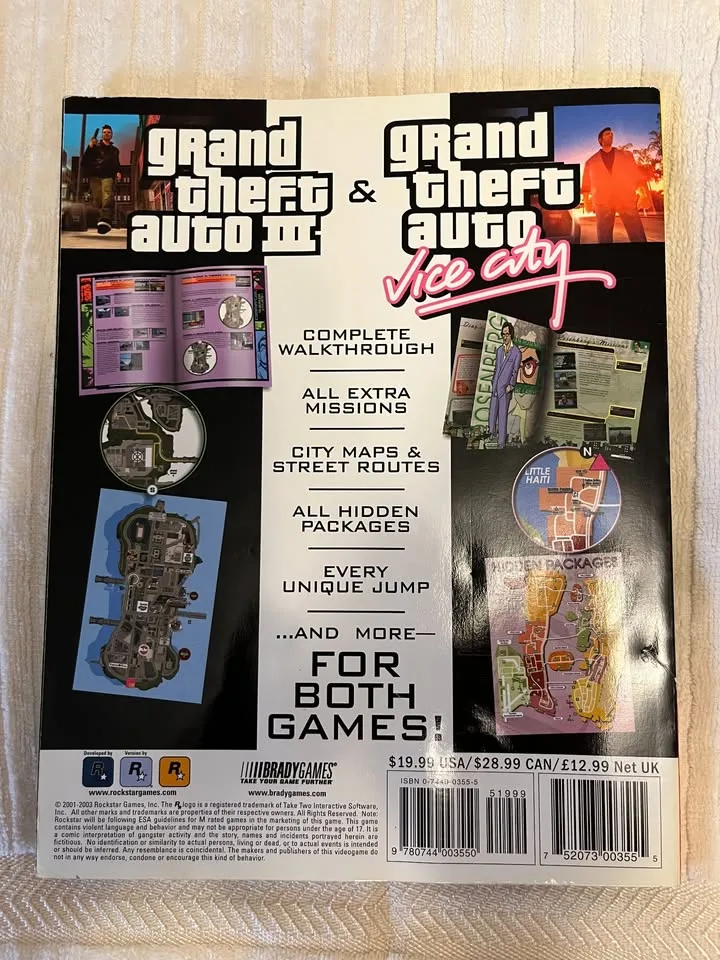 grand
theft
auto III
&
grand
theft
auto
Vice City
COMPLETE
WALKTHROUGH
ALL EXTRA
MISSIONS
CITY MAPS &
STREET ROUTES
ALL HIDDEN
PACKAGES
EVERY
UNIQUE JUMP
...AND MORE—
FOR
BOTH
GAMES!
OSENBERG
Rosenberg's Missions
N
LITTLE
HAITI
HIDDEN PACKAGES
Developed by
Version by
R★
R★
R★
www.rockstargames.com
BRADYGAMES®
TAKE YOUR GAME FURTHER®
www.bradygames.com
$19.99 USA/$28.99 CAN/£12.99 Net UK
ISBN 0-7440-0355-5
51999
9 780744 003550
7 52073 00355 5
© 2001-2003 Rockstar Games, Inc. The R★ logo is a registered trademark of Take Two Interactive Software,
Inc. All other marks and trademarks are properties of their respective owners. All Rights Reserved. Note:
Rockstar will be following ESA guidelines for M rated games in the marketing of this game. This game
contains violent language and behavior and may not be appropriate for persons under the age of 17. It is
a comic interpretation of gangster activity and the story, names and incidents portrayed herein are
fictitious. No identification or similarity to actual persons, living or dead, or to actual events is intended
or should be inferred. Any resemblance is coincidental. The makers and publishers of this videogame do
not in any way endorse, condone or encourage this kind of behavior.